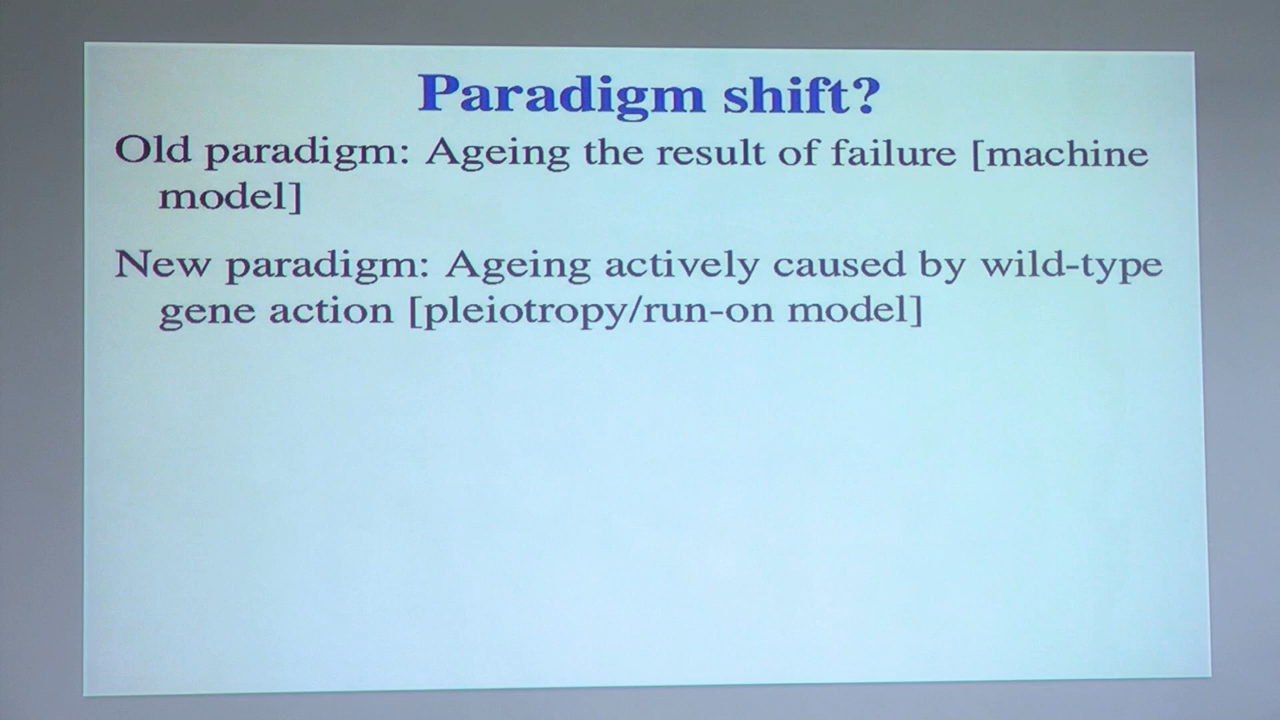 Paradigm shift?
Old paradigm: Ageing the result of failure [machine
model]
New paradigm: Ageing actively caused by wild-type
gene action [pleiotropy/run-on model]